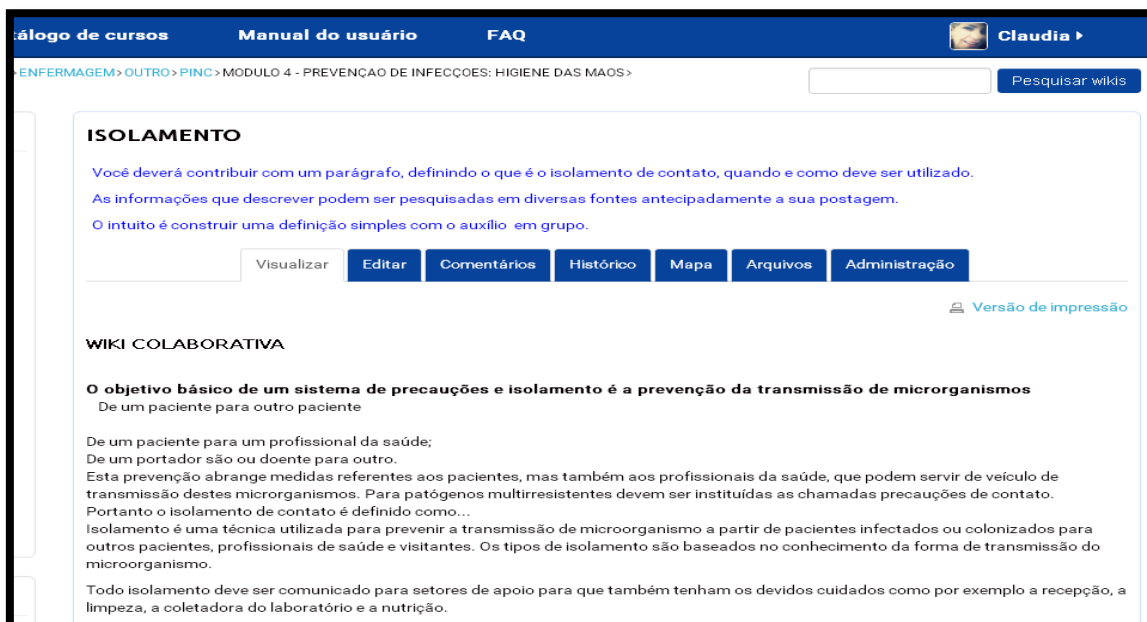 álogo de cursos Manual do usuário FAQ Claudia
>ENFERMAGEM>OUTRO>PINC>MODULO 4 - PREVENÇAO DE INFECÇOES: HIGIENE DAS MAOS>
Pesquisar wikis
ISOLAMENTO
Você deverá contribuir com um parágrafo, definindo o que é o isolamento de contato, quando e como deve ser utilizado.
As informações que descrever podem ser pesquisadas em diversas fontes antecipadamente a sua postagem.
O intuito é construir uma definição simples com o auxílio em grupo.
Visualizar Editar Comentários Histórico Mapa Arquivos Administração
Versão de impressão
WIKI COLABORATIVA
O objetivo básico de um sistema de precauções e isolamento é a prevenção da transmissão de microrganismos
De um paciente para outro paciente
De um paciente para um profissional da saúde;
De um portador são ou doente para outro.
Esta prevenção abrange medidas referentes aos pacientes, mas também aos profissionais da saúde, que podem servir de veículo de
transmissão destes microrganismos. Para patógenos multirresistentes devem ser instituídas as chamadas precauções de contato.
Portanto o isolamento de contato é definido como...
Isolamento é uma técnica utilizada para prevenir a transmissão de microorganismo a partir de pacientes infectados ou colonizados para
outros pacientes, profissionais de saúde e visitantes. Os tipos de isolamento são baseados no conhecimento da forma de transmissão do
microorganismo.
Todo isolamento deve ser comunicado para setores de apoio para que também tenham os devidos cuidados como por exemplo a recepção, a
limpeza, a coletadora do laboratório e a nutrição.